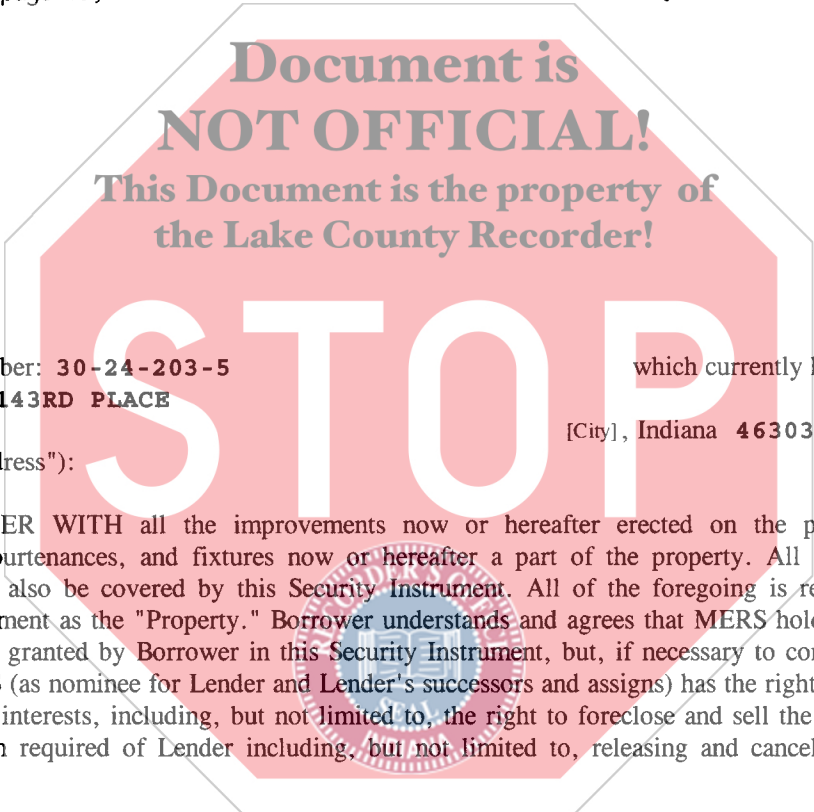 Document is
NOT OFFICIAL!
This Document is the property of
the Lake County Recorder!
STOP
ber: 30-24-203-5 which currently
143RD PLACE
[City], Indiana 46303
ress"):
ER WITH all the improvements now or hereafter erected on the p
urtenances, and fixtures now or hereafter a part of the property. All
also be covered by this Security Instrument. All of the foregoing is re
ment as the "Property." Borrower understands and agrees that MERS hol
granted by Borrower in this Security Instrument, but, if necessary to co
(as nominee for Lender and Lender's successors and assigns) has the right
interests, including, but not limited to, the right to foreclose and sell the
required of Lender including, but not limited to, releasing and cancel
RECORDER'S OFFICE
SEAL